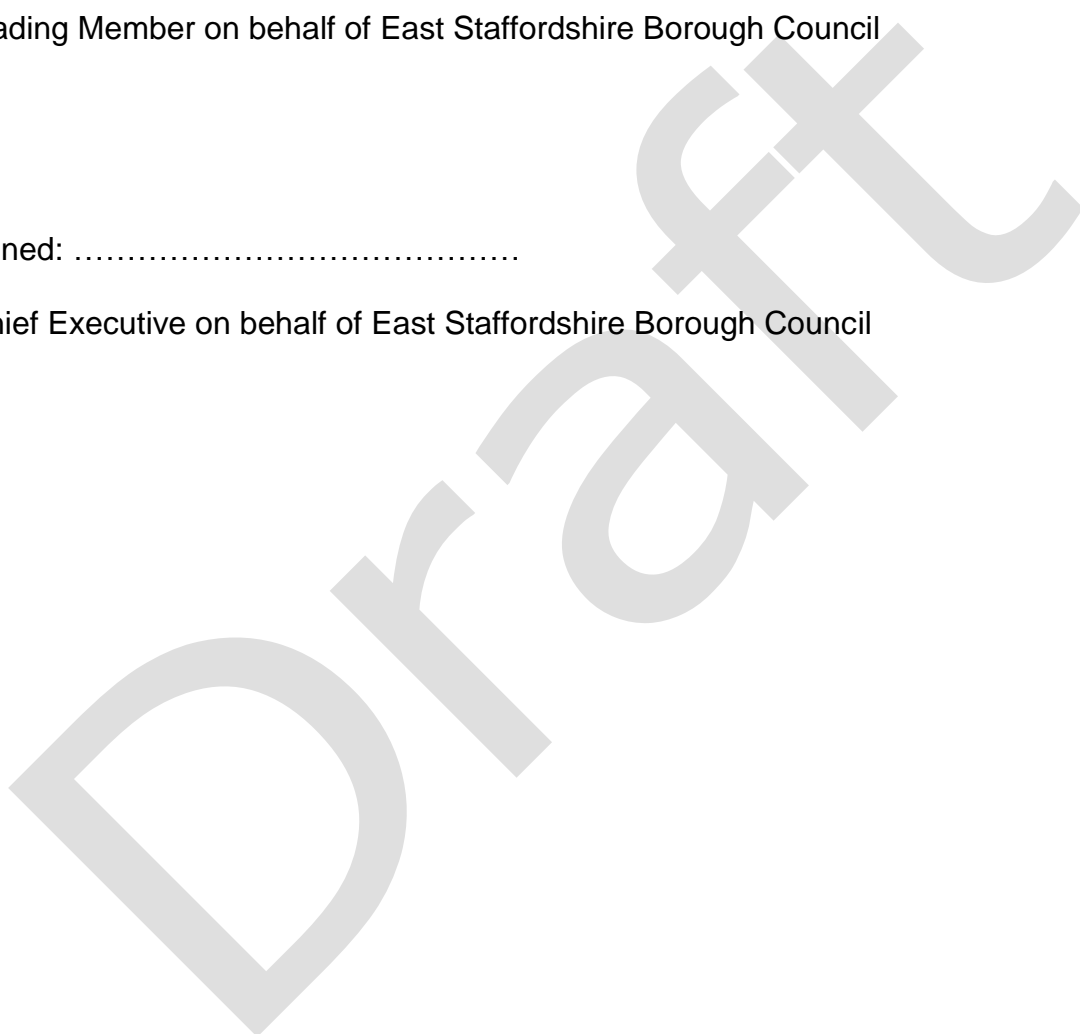 ading Member on behalf of East Staffordshire Borough Council
ned: …………………………………….
ief Executive on behalf of East Staffordshire Borough Council
Draft